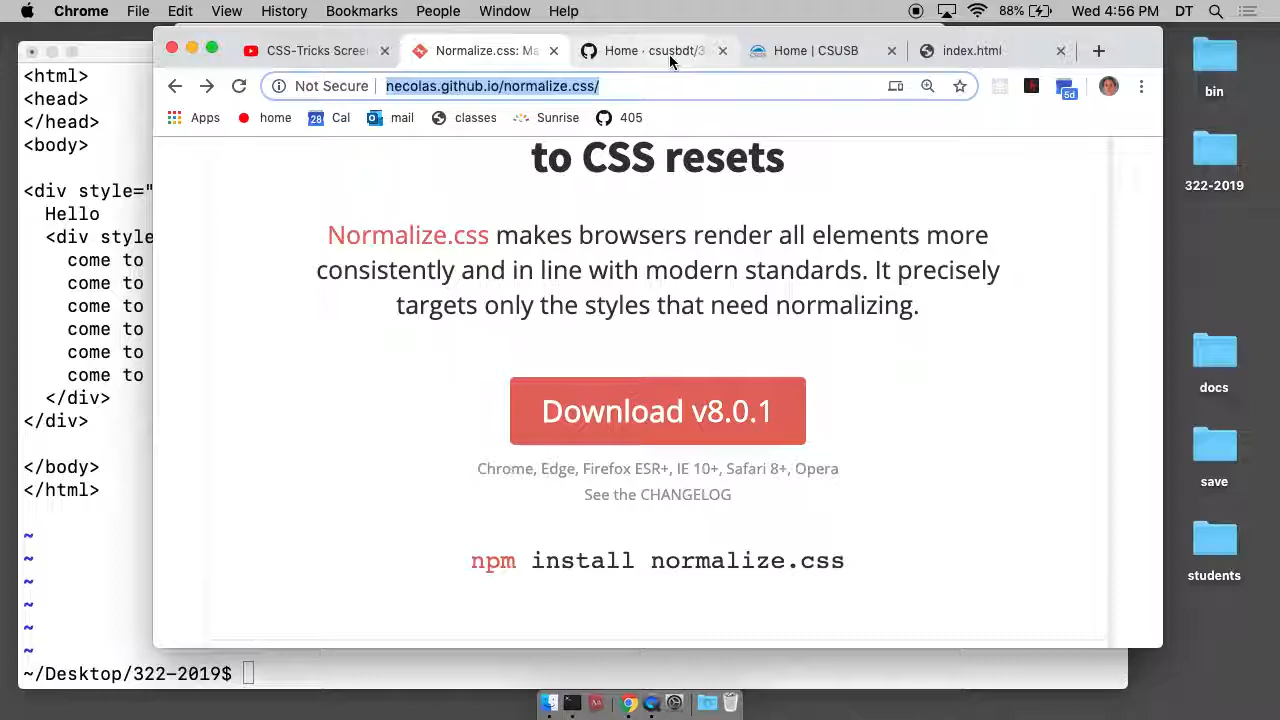 Chrome File Edit View History Bookmarks People Window Help 88% Wed 4:56 PM DT
CSS-Tricks Scree
Normalize.css: Ma
Home · csusbdt/3
Home | CSUSB
index.html
Not Secure necolas.github.io/normalize.css/
5d
Apps home 28 Cal mail classes Sunrise 405
<html>
<head>
</head>
<body>
<div style="
Hello
<div style
come to
come to
come to
come to
come to
come to
</div>
</div>
</body>
</html>
~
~
~
~
~
~
~/Desktop/322-2019$
to CSS resets
Normalize.css makes browsers render all elements more
consistently and in line with modern standards. It precisely
targets only the styles that need normalizing.
Download v8.0.1
Chrome, Edge, Firefox ESR+, IE 10+, Safari 8+, Opera
See the CHANGELOG
npm install normalize.css
bin
322-2019
docs
save
students